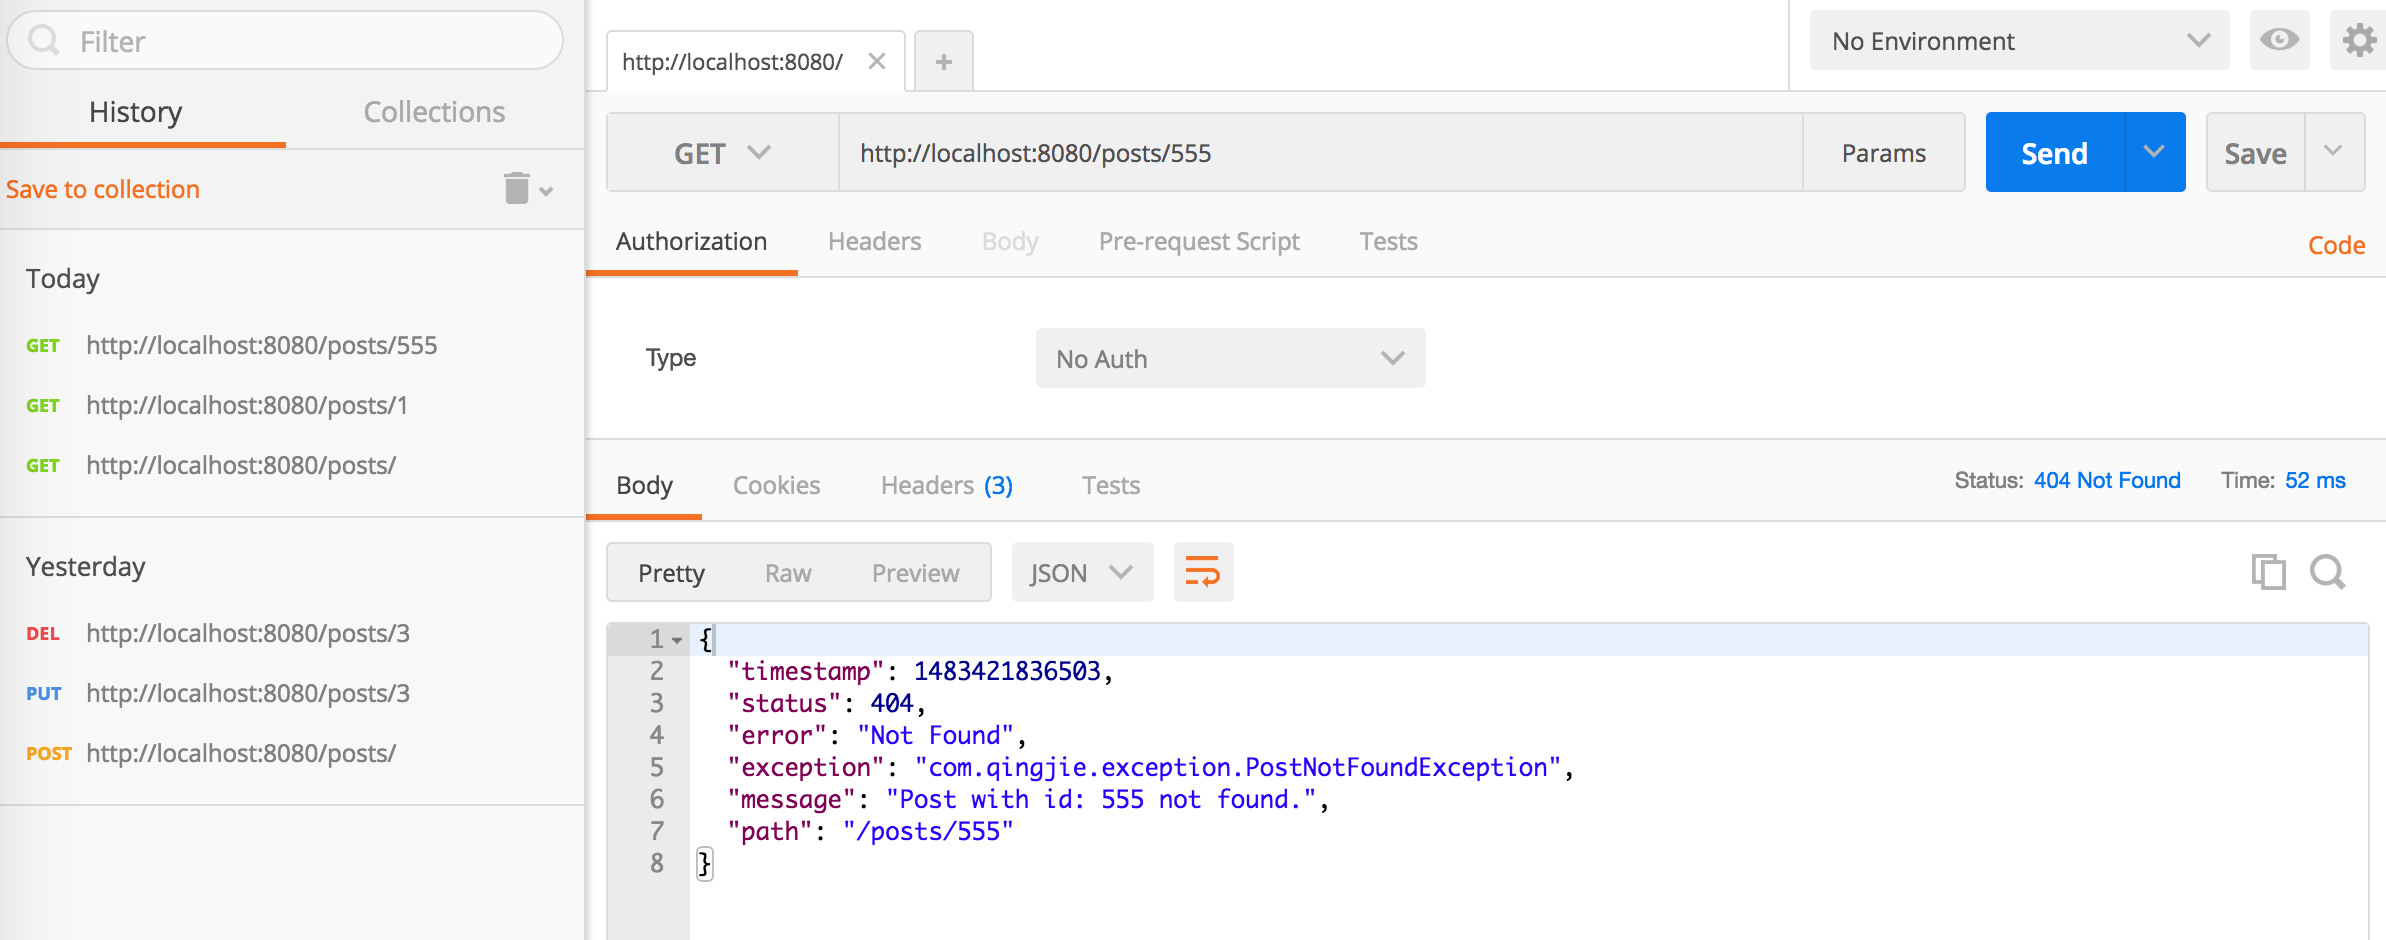 Filter
History Collections
Save to collection
Today
GET http://localhost:8080/posts/555
GET http://localhost:8080/posts/1
GET http://localhost:8080/posts/
Yesterday
DEL http://localhost:8080/posts/3
PUT http://localhost:8080/posts/3
POST http://localhost:8080/posts/
http://localhost:8080/
No Environment
GET http://localhost:8080/posts/555 Params Send Save
Authorization Headers Body Pre-request Script Tests Code
Type No Auth
Body Cookies Headers (3) Tests Status: 404 Not Found Time: 52 ms
Pretty Raw Preview JSON
1 {
2 "timestamp": 1483421836503,
3 "status": 404,
4 "error": "Not Found",
5 "exception": "com.qingjie.exception.PostNotFoundException",
6 "message": "Post with id: 555 not found.",
7 "path": "/posts/555"
8 }